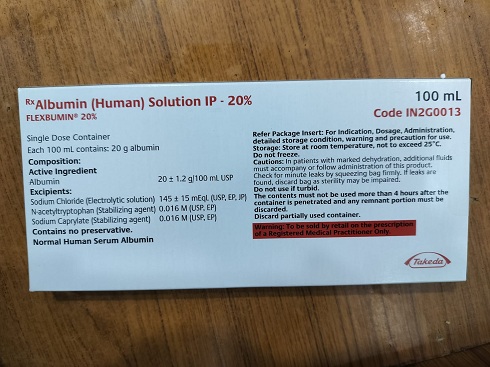 Rx Albumin (Human) Solution IP - 20%
FLEXBUMIN® 20%
100 mL
Code IN2G0013
Single Dose Container
Each 100 mL contains: 20 g albumin
Composition:
Active Ingredient
Albumin 20 ± 1.2 g/100 mL USP
Excipients:
Sodium Chloride (Electrolytic solution) 145 ± 15 mEq/L (USP, EP, JP)
N-acetyltryptophan (Stabilizing agent) 0.016 M (USP, EP)
Sodium Caprylate (Stabilizing agent) 0.016 M (USP, EP)
Contains no preservative.
Normal Human Serum Albumin
Refer Package Insert: For Indication, Dosage, Administration,
detailed storage condition, warning and precaution for use.
Storage: Store at room temperature, not to exceed 25°C.
Do not freeze.
Cautions: In patients with marked dehydration, additional fluids
must accompany or follow administration of this product.
Check for minute leaks by squeezing bag firmly. If leaks are
found, discard bag as sterility may be impaired.
Do not use if turbid.
The contents must not be used more than 4 hours after the
container is penetrated and any remnant portion must be
discarded.
Discard partially used container.
Warning: To be sold by retail on the prescription
of a Registered Medical Practitioner Only.
Takeda